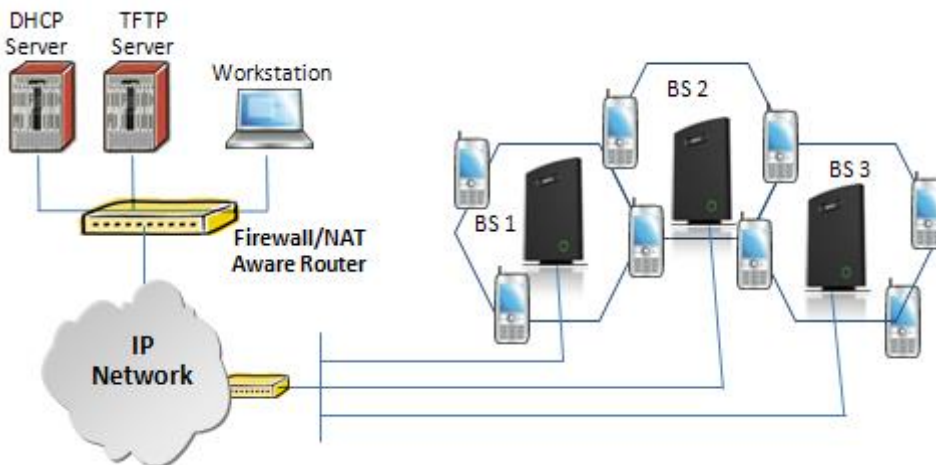 DHCP
Server
TFTP
Server
Workstation
Firewall/NAT
Aware Router
IP
Network
BS 1
BS 2
BS 3